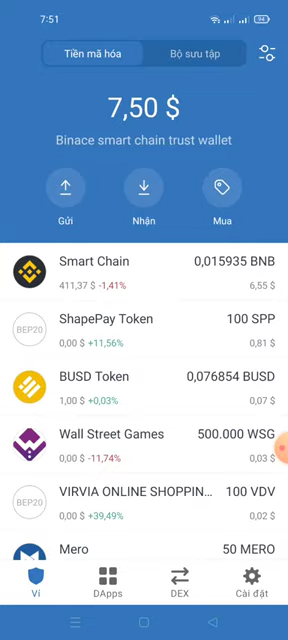 7:51
94
Tiền mã hóa
Bộ sưu tập
7,50 $
Binace smart chain trust wallet
Gửi
Nhận
Mua
Smart Chain
0,015935 BNB
411,37 $ -1,41%
6,55 $
BEP20
ShapePay Token
100 SPP
0,00 $ +11,56%
0,81 $
BUSD Token
0,076854 BUSD
1,00 $ +0,03%
0,07 $
Wall Street Games
500.000 WSG
0,00 $ -11,74%
0,03 $
BEP20
VIRVIA ONLINE SHOPPIN...
100 VDV
0,00 $ +39,49%
0,02 $
Mero
50 MERO
Ví
DApps
DEX
Cài đặt